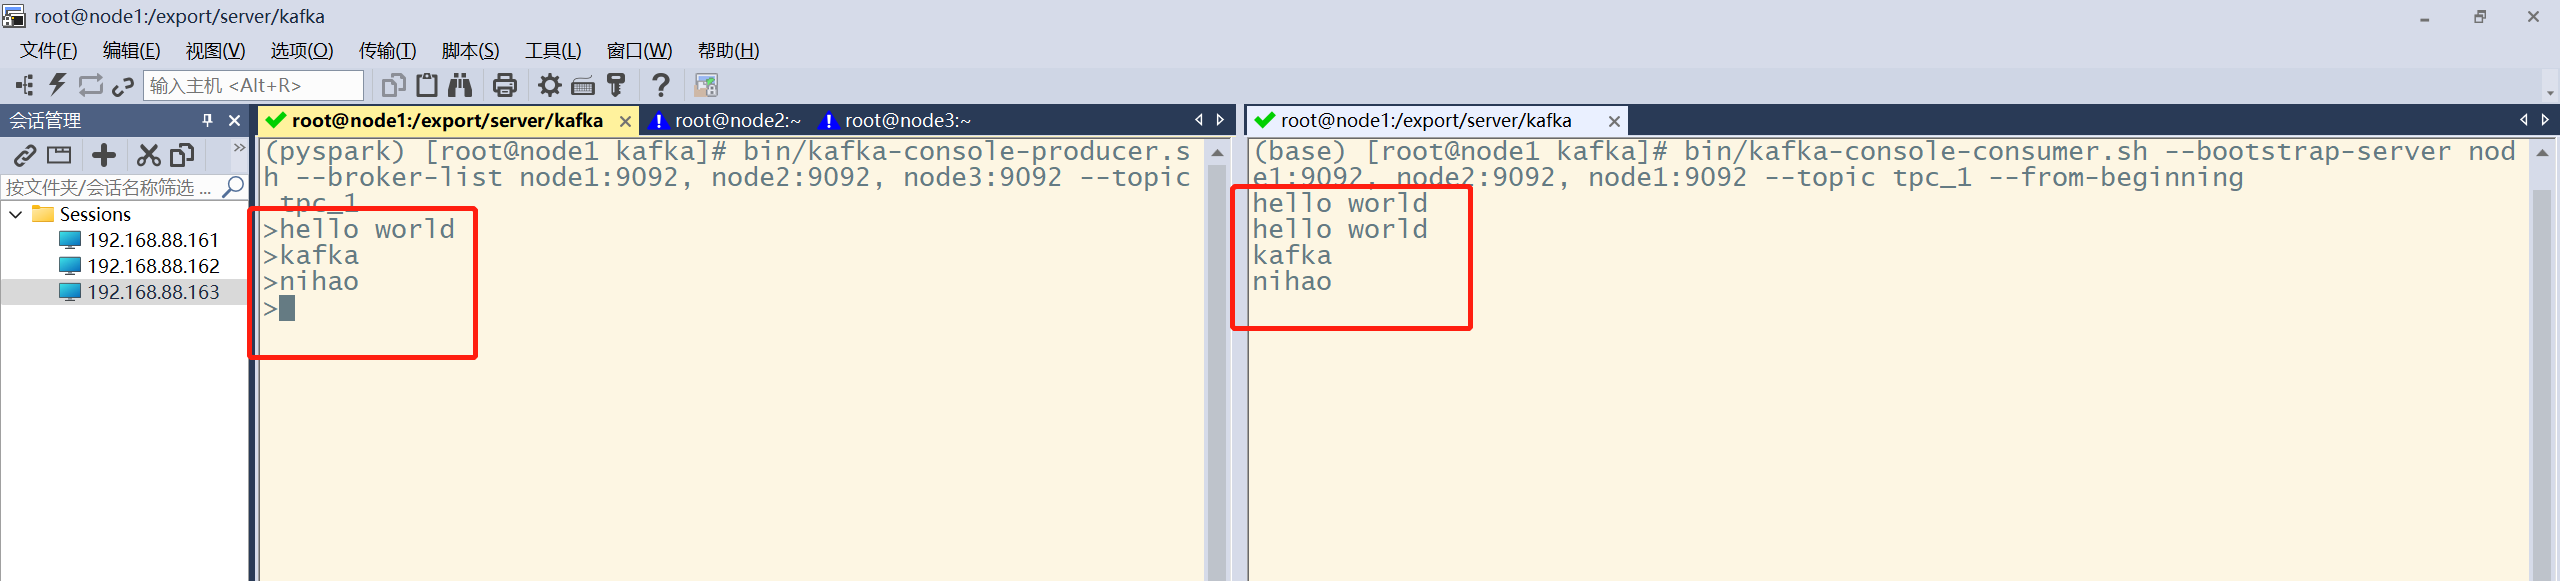 root@node1:/export/server/kafka
文件(F) 编辑(E) 视图(V) 选项(O) 传输(T) 脚本(S) 工具(L) 窗口(W) 帮助(H)
输入主机 <Alt+R>
会话管理
按文件夹/会话名称筛选 ...
Sessions
192.168.88.161
192.168.88.162
192.168.88.163
root@node1:/export/server/kafka root@node2:~ root@node3:~
(pyspark) [root@node1 kafka]# bin/kafka-console-producer.s
h --broker-list node1:9092, node2:9092, node3:9092 --topic
tpc_1
>hello world
>kafka
>nihao
>
root@node1:/export/server/kafka
(base) [root@node1 kafka]# bin/kafka-console-consumer.sh --bootstrap-server nod
e1:9092, node2:9092, node1:9092 --topic tpc_1 --from-beginning
hello world
hello world
kafka
nihao